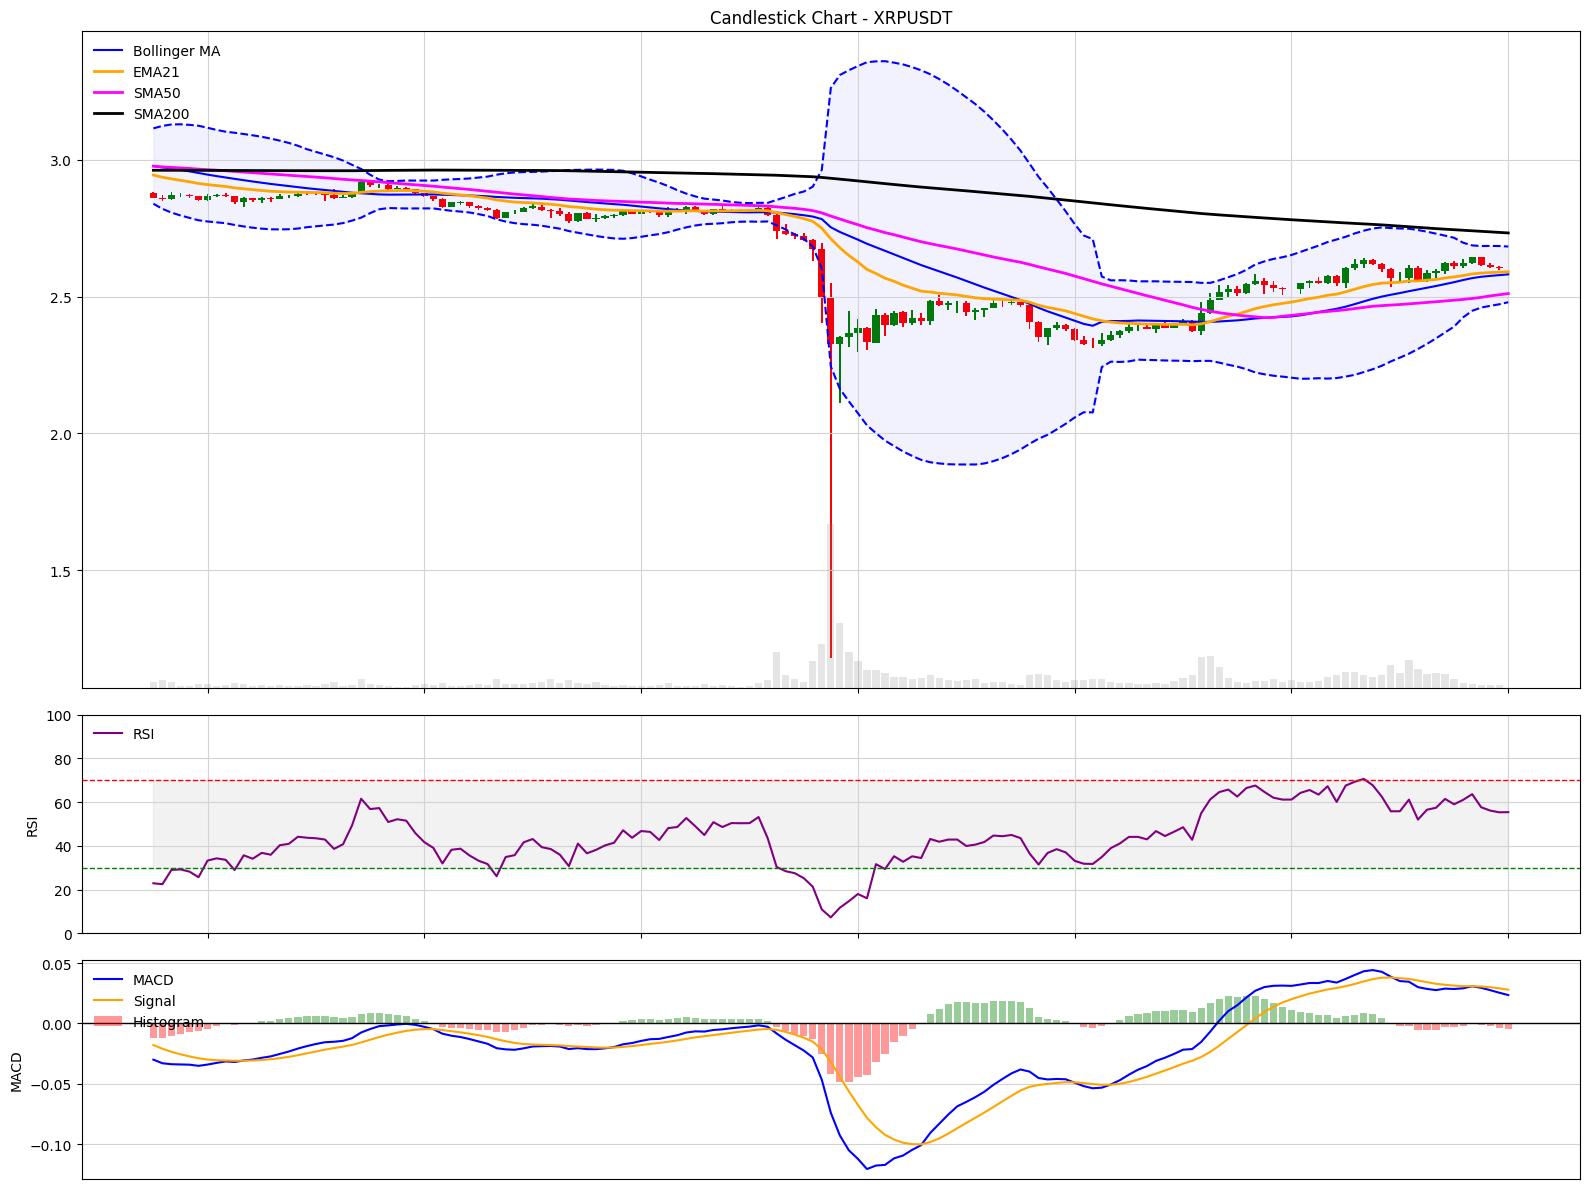 Candlestick Chart - XRPUSDT
Bollinger MA
EMA21
SMA50
SMA200
3.0
2.5
2.0
1.5
RSI
RSI
100
80
60
40
20
0
MACD
Signal
Histogram
MACD
0.05
0.00
−0.05
−0.10